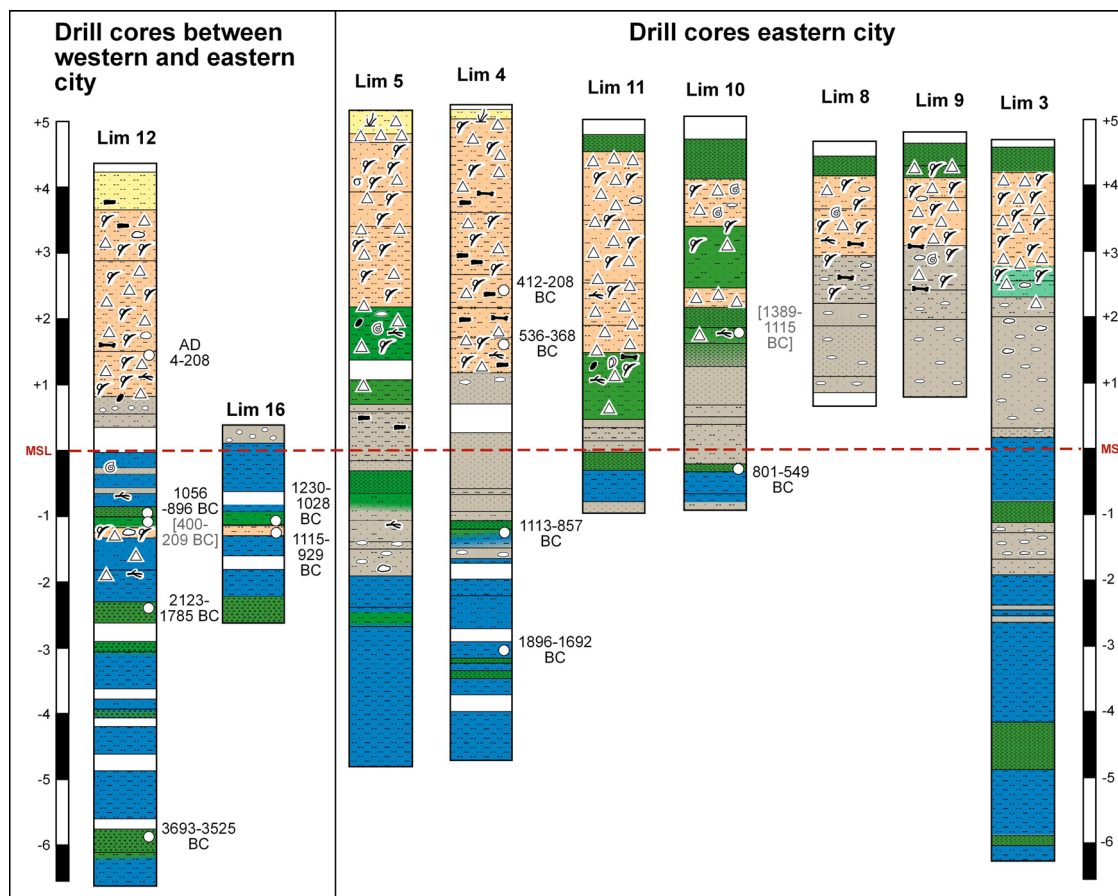 Drill cores between
western and eastern
city
Drill cores eastern city
Lim 12
Lim 16
Lim 5
Lim 4
Lim 11
Lim 10
Lim 8
Lim 9
Lim 3
+5
+4
+3
+2
+1
MSL
-1
-2
-3
-4
-5
-6
AD
4-208
1056
-896 BC
[400-
209 BC]
2123-
1785 BC
3693-3525
BC
1230-
1028
BC
1115-
929
BC
412-208
BC
536-368
BC
1113-857
BC
1896-1692
BC
[1389-
1115
BC]
801-549
BC
+5
+4
+3
+2
+1
MS
-1
-2
-3
-4
-5
-6